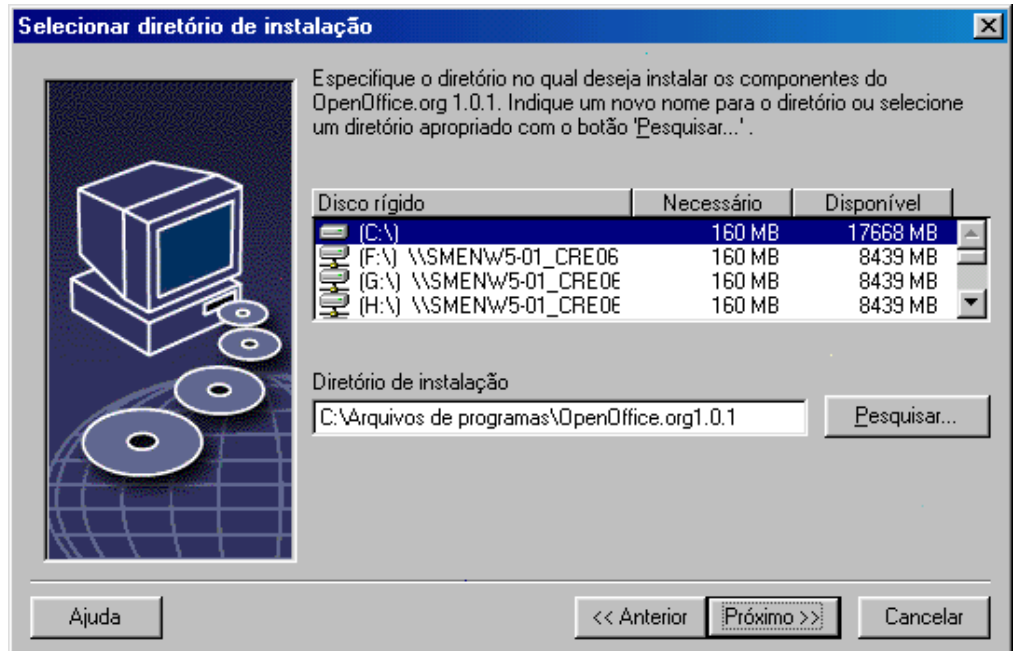 Selecionar diretório de instalação
Especifique o diretório no qual deseja instalar os componentes do
OpenOffice.org 1.0.1. Indique um novo nome para o diretório ou selecione
um diretório apropriado com o botão 'Pesquisar...' .
Disco rígido Necessário Disponível
(C:\) 160 MB 17668 MB
(F:\) \\SMENW5-01_CRE06 160 MB 8439 MB
(G:\) \\SMENW5-01_CRE06 160 MB 8439 MB
(H:\) \\SMENW5-01_CRE06 160 MB 8439 MB
Diretório de instalação
C:\Arquivos de programas\OpenOffice.org1.0.1 Pesquisar...
Ajuda << Anterior Próximo >> Cancelar